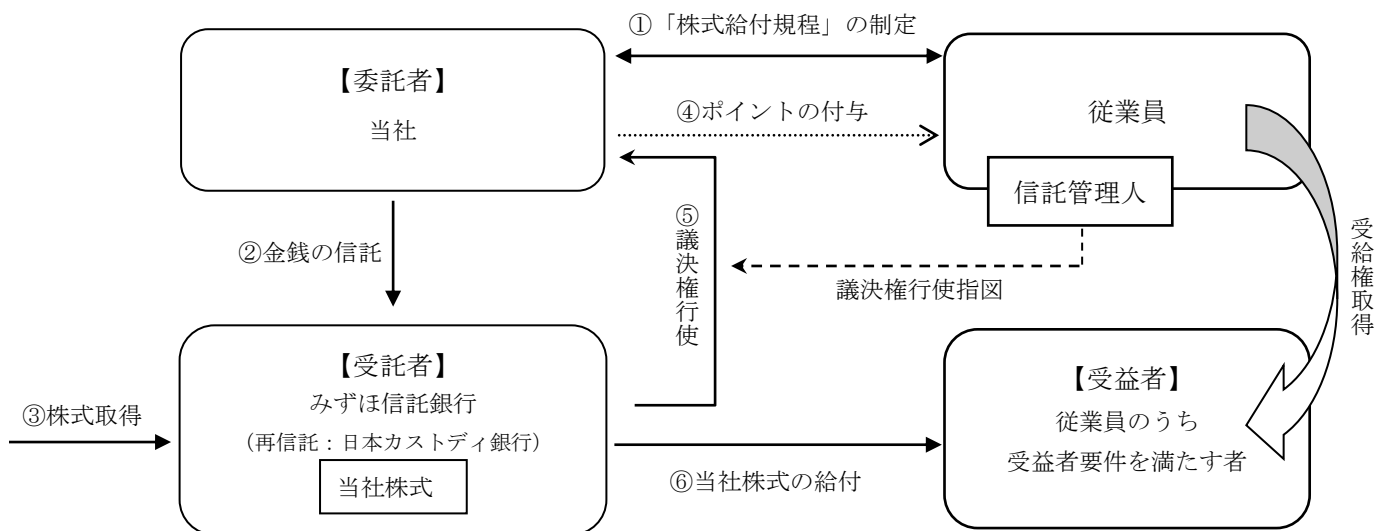 ①「株式給付規程」の制定
【委託者】
当社
④ポイントの付与
従業員
信託管理人
②金銭の信託
⑤議決権行使
議決権行使指図
受給権取得
【受託者】
みずほ信託銀行
（再信託：日本カストディ銀行）
当社株式
③株式取得
⑥当社株式の給付
【受益者】
従業員のうち
受益者要件を満たす者